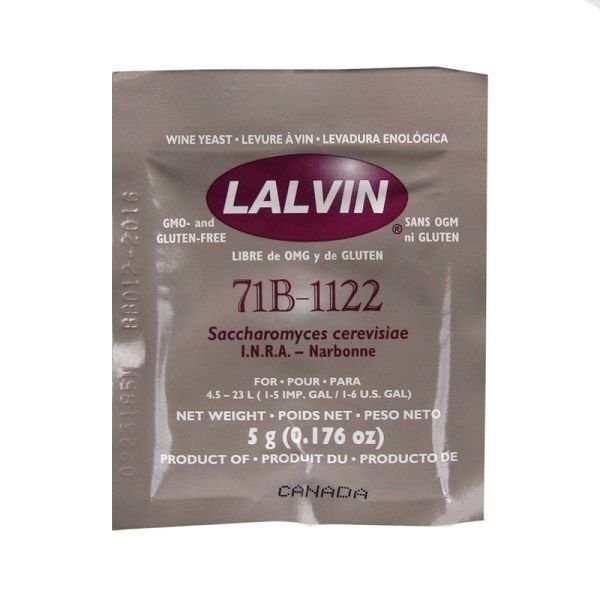 WINE YEAST • LEVURE À VIN • LEVADURA ENOLÓGICA
LALVIN®
GMO- and
GLUTEN-FREE
SANS OGM
ni GLUTEN
LIBRE de OMG y de GLUTEN
71B-1122
Saccharomyces cerevisiae
I.N.R.A. – Narbonne
FOR • POUR • PARA
4.5 – 23 L ( 1-5 IMP. GAL / 1-6 U.S. GAL)
NET WEIGHT • POIDS NET • PESO NETO
5 g (0.176 oz)
PRODUCT OF • PRODUIT DU • PRODUCTO DE
CANADA